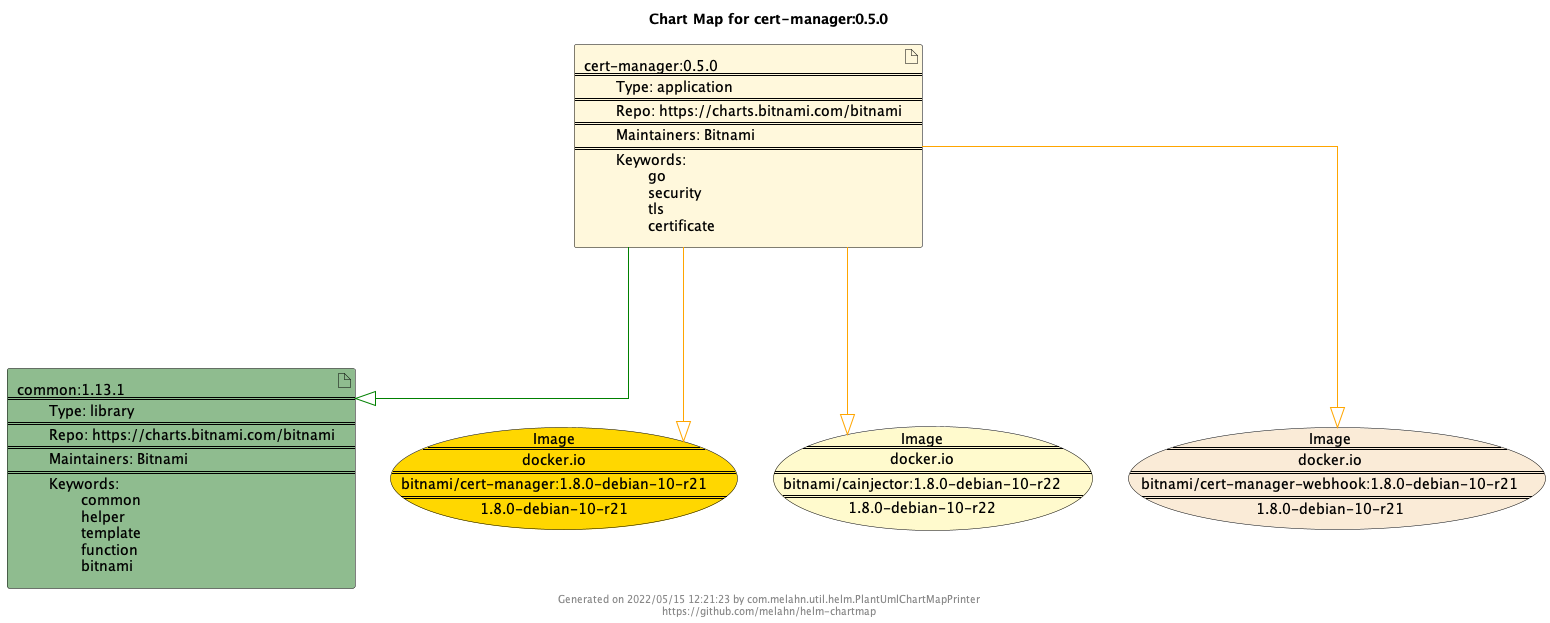 Chart Map for cert-manager:0.5.0
cert-manager:0.5.0
Type: application
Repo: https://charts.bitnami.com/bitnami
Maintainers: Bitnami
Keywords:
go
security
tls
certificate
common:1.13.1
Type: library
Repo: https://charts.bitnami.com/bitnami
Maintainers: Bitnami
Keywords:
common
helper
template
function
bitnami
Image
docker.io
bitnami/cert-manager:1.8.0-debian-10-r21
1.8.0-debian-10-r21
Image
docker.io
bitnami/cainjector:1.8.0-debian-10-r22
1.8.0-debian-10-r22
Image
docker.io
bitnami/cert-manager-webhook:1.8.0-debian-10-r21
1.8.0-debian-10-r21
Generated on 2022/05/15 12:21:23 by com.melahn.util.helm.PlantUmlChartMapPrinter
https://github.com/melahn/helm-chartmap